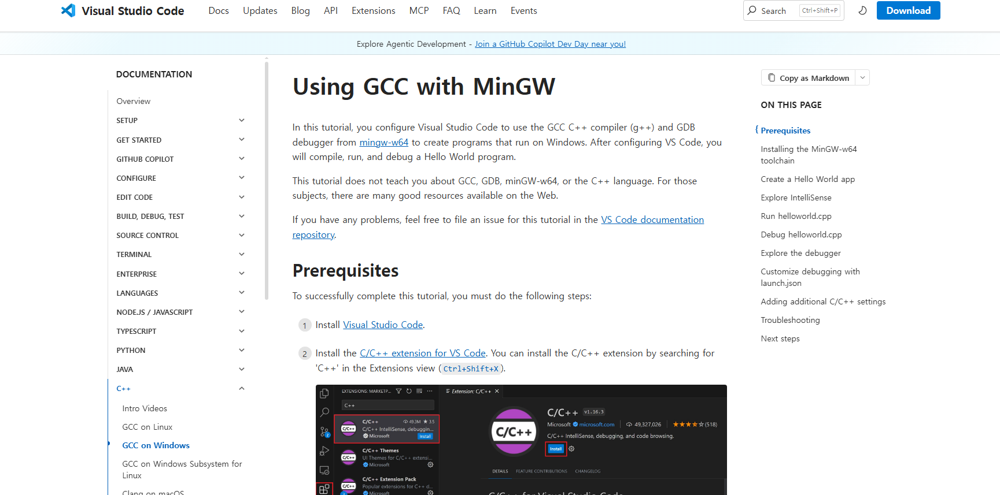 Visual Studio Code
Docs
Updates
Blog
API
Extensions
MCP
FAQ
Learn
Events
Search
Ctrl+Shift+P
Download
Explore Agentic Development - Join a GitHub Copilot Dev Day near you!
DOCUMENTATION
Overview
SETUP
GET STARTED
GITHUB COPILOT
CONFIGURE
EDIT CODE
BUILD, DEBUG, TEST
SOURCE CONTROL
TERMINAL
ENTERPRISE
LANGUAGES
NODE.JS / JAVASCRIPT
TYPESCRIPT
PYTHON
JAVA
C++
Intro Videos
GCC on Linux
GCC on Windows
GCC on Windows Subsystem for
Linux
Clang on macOS
Using GCC with MinGW
In this tutorial, you configure Visual Studio Code to use the GCC C++ compiler (g++) and GDB
debugger from mingw-w64 to create programs that run on Windows. After configuring VS Code, you
will compile, run, and debug a Hello World program.
This tutorial does not teach you about GCC, GDB, minGW-w64, or the C++ language. For those
subjects, there are many good resources available on the Web.
If you have any problems, feel free to file an issue for this tutorial in the VS Code documentation
repository.
Prerequisites
To successfully complete this tutorial, you must do the following steps:
1 Install Visual Studio Code.
2 Install the C/C++ extension for VS Code. You can install the C/C++ extension by searching for
'C++' in the Extensions view (Ctrl+Shift+X).
EXTENSIONS: MARKETP...
C++
C/C++ 49.3M ★ 3.5
C/C++ IntelliSense, debuggin...
Microsoft Install
C/C++ Themes
UI Themes for C/C++ extensi...
Microsoft
C/C++ Extension Pack
Popular extensions for C++ d...
Microsoft
Extension: C/C++
C/C++
C/C++ v1.16.3
Microsoft microsoft.com 49,327,026 (518)
C/C++ IntelliSense, debugging, and code browsing.
Install
DETAILS FEATURE CONTRIBUTIONS CHANGELOG
C/C++ for Visual Studio Code
Copy as Markdown
ON THIS PAGE
Prerequisites
Installing the MinGW-w64
toolchain
Create a Hello World app
Explore IntelliSense
Run helloworld.cpp
Debug helloworld.cpp
Explore the debugger
Customize debugging with
launch.json
Adding additional C/C++ settings
Troubleshooting
Next steps